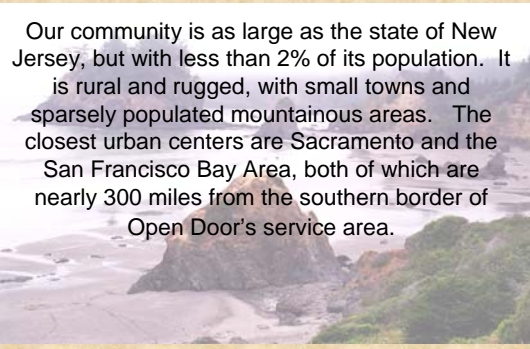 Our community is as large as the state of New
Jersey, but with less than 2% of its population.  It
is rural and rugged, with small towns and
sparsely populated mountainous areas.   The
closest urban centers are Sacramento and the
San Francisco Bay Area, both of which are
nearly 300 miles from the southern border of
Open Door’s service area.